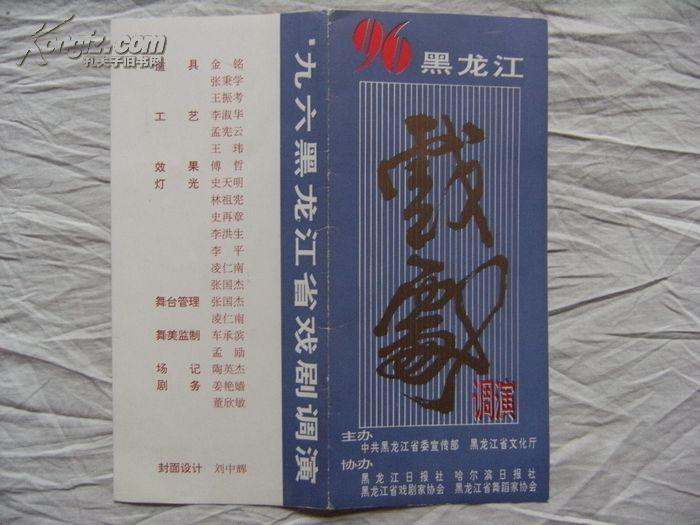 Kongfz.com
孔夫子旧书网
具 金铭
张秉学
王振考
工艺 李淑华
孟宪云
王玮
效果 傅哲
灯光 史天明
林祖宪
史再章
李洪生
李平
凌仁南
张国杰
舞台管理 张国杰
凌仁南
舞美监制 车承滨
孟励
场记 陶英杰
剧务 姜艳嫱
董欣敏
封面设计 刘中辉
·九六黑龙江省戏剧调演
96黑龙江
戲劇
调演
主办
中共黑龙江省委宣传部 黑龙江省文化厅
协办
黑龙江日报社 哈尔滨日报社
黑龙江省戏剧家协会 黑龙江省舞蹈家协会